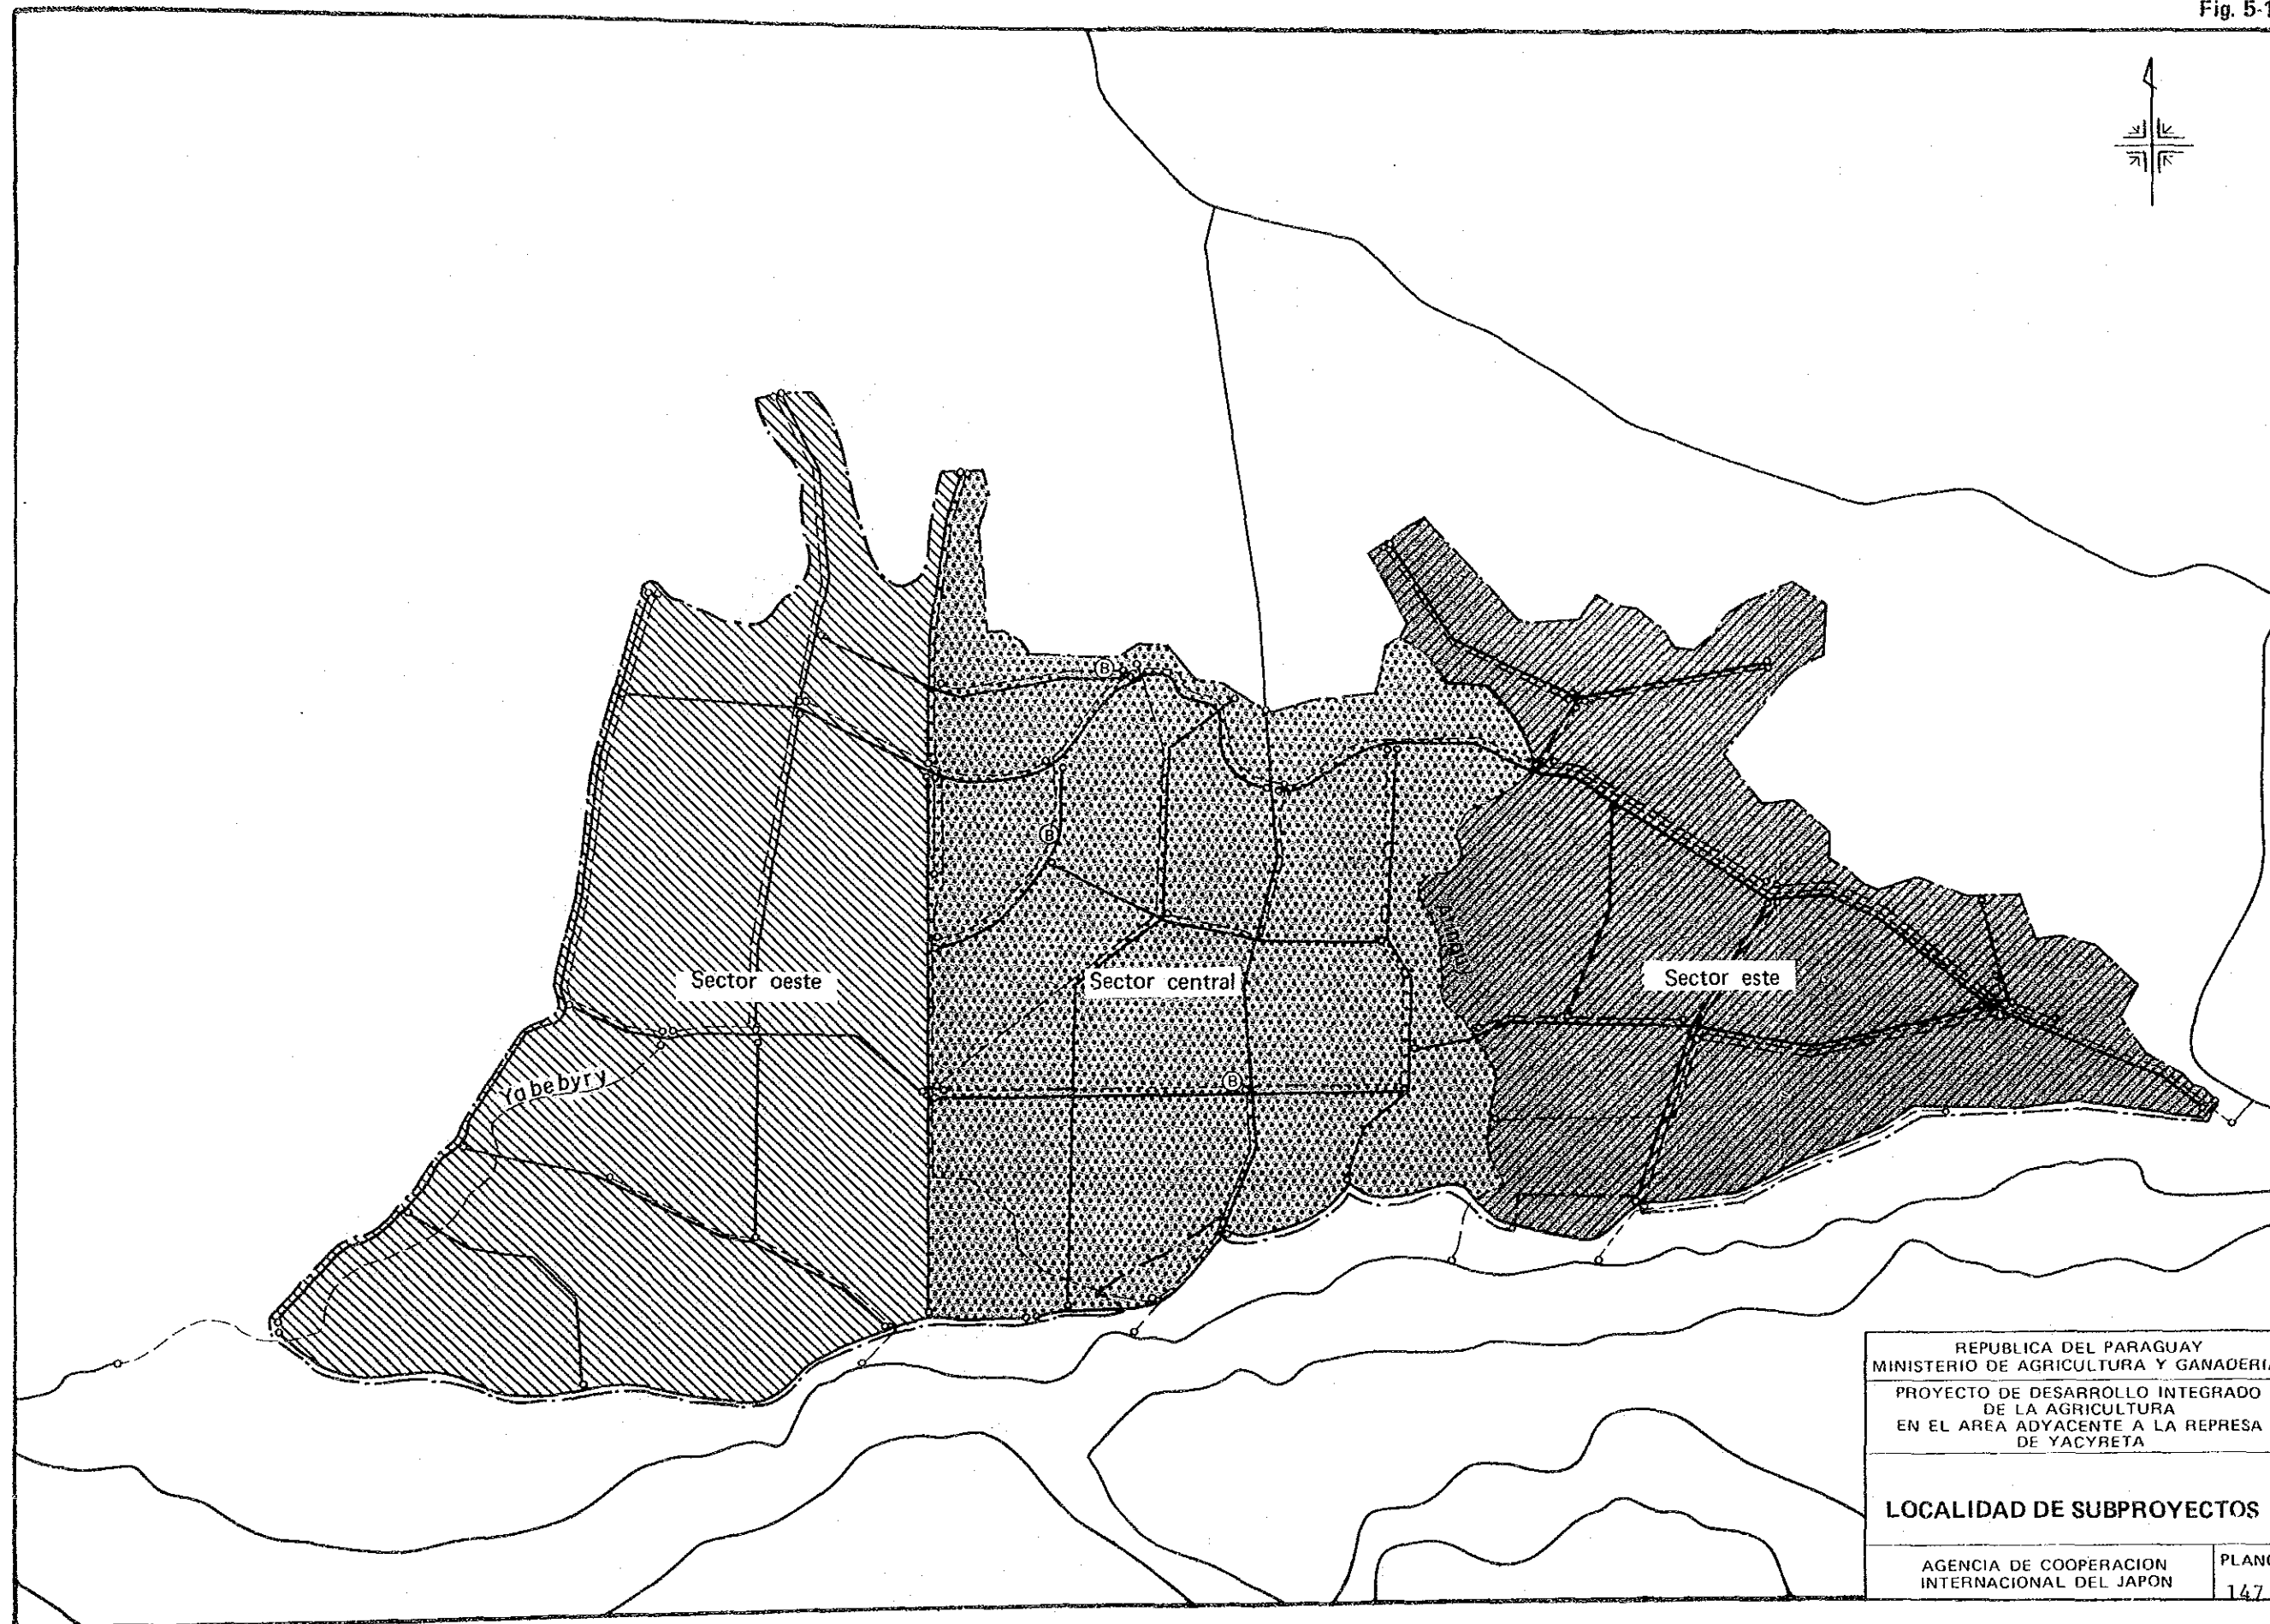 Fig. 5-1
B
B
Sector oeste
Sector central
Sector este
Yabebyry
B
REPUBLICA DEL PARAGUAY
MINISTERIO DE AGRICULTURA Y GANADERIA
PROYECTO DE DESARROLLO INTEGRADO
DE LA AGRICULTURA
EN EL AREA ADYACENTE A LA REPRESA
DE YACYRETA
LOCALIDAD DE SUBPROYECTOS
AGENCIA DE COOPERACION
INTERNACIONAL DEL JAPON
PLANO
147